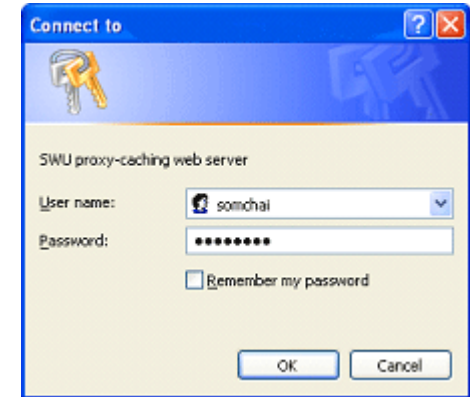 Connect to
SWU proxy-caching web server
User name: somchai
Password: ••••••••
Remember my password
OK Cancel